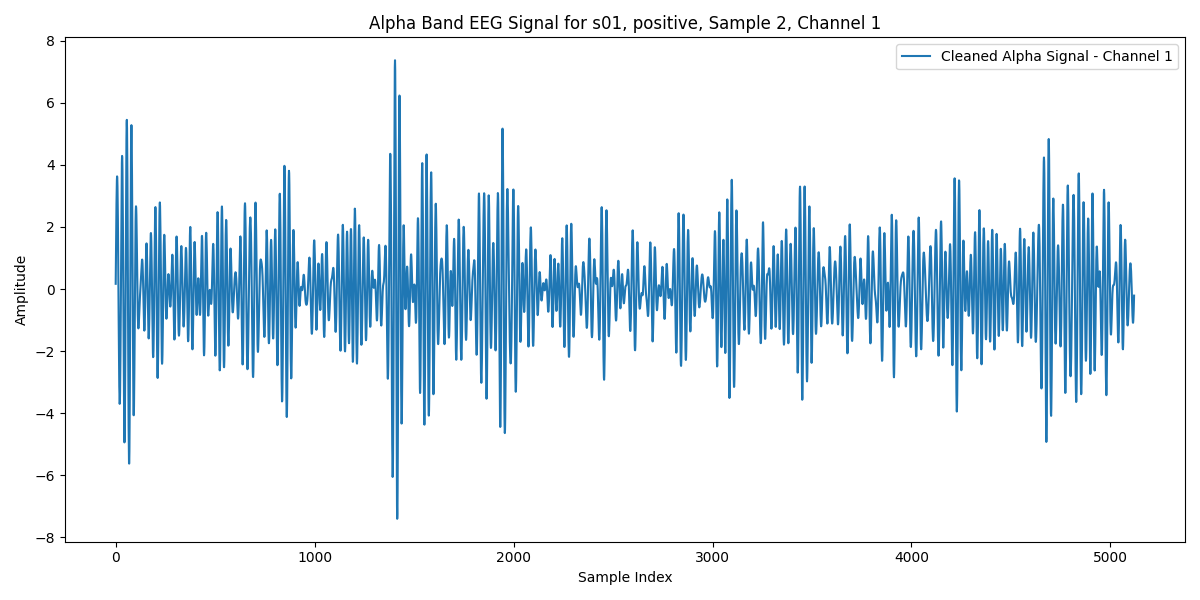 Alpha Band EEG Signal for s01, positive, Sample 2, Channel 1
Cleaned Alpha Signal - Channel 1
8
6
4
2
0
−2
−4
−6
−8
Amplitude
0 1000 2000 3000 4000 5000
Sample Index